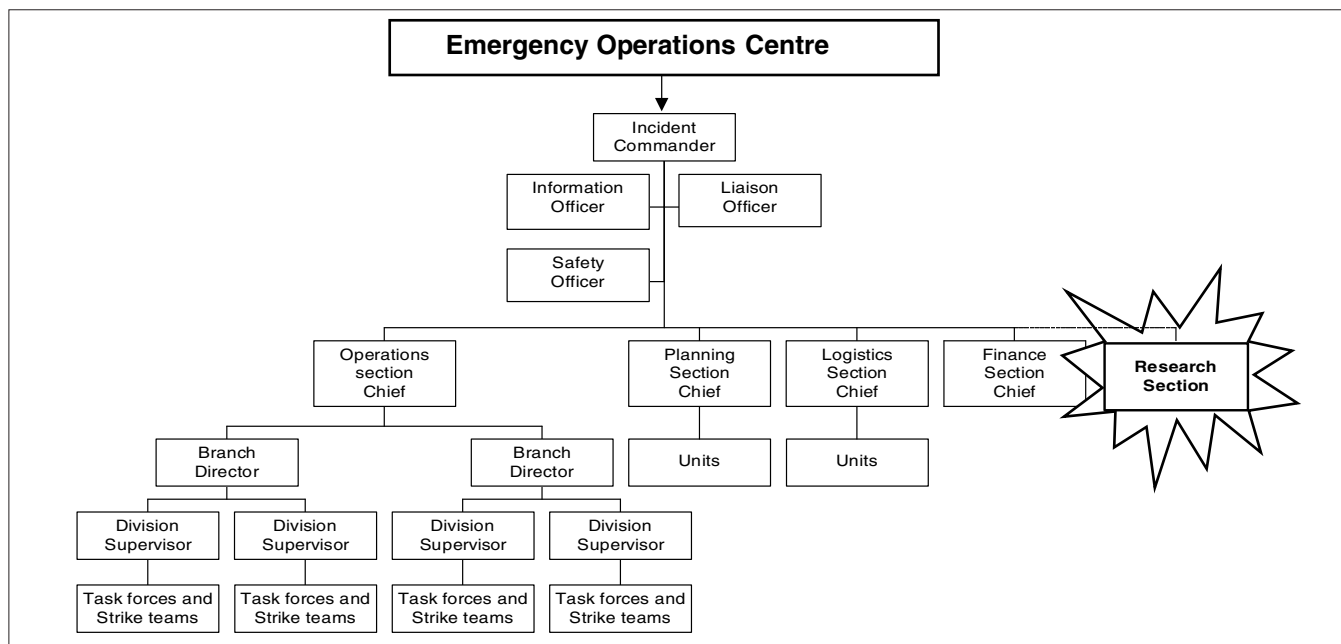 Emergency Operations Centre
Incident
Commander
Information
Officer
Liaison
Officer
Safety
Officer
Operations
section
Chief
Planning
Section
Chief
Logistics
Section
Chief
Finance
Section
Chief
Research
Section
Branch
Director
Branch
Director
Units
Units
Division
Supervisor
Division
Supervisor
Division
Supervisor
Division
Supervisor
Task forces and
Strike teams
Task forces and
Strike teams
Task forces and
Strike teams
Task forces and
Strike teams